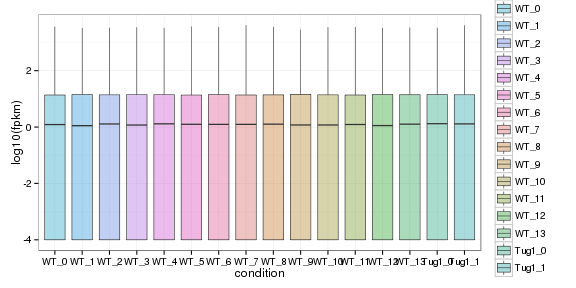 log10(fpkm)
2
0
-2
-4
WT_0 WT_1 WT_2 WT_3 WT_4 WT_5 WT_6 WT_7 WT_8 WT_9 WT_10 WT_11 WT_12 WT_13 Tug1_0 Tug1_1
condition
WT_0
WT_1
WT_2
WT_3
WT_4
WT_5
WT_6
WT_7
WT_8
WT_9
WT_10
WT_11
WT_12
WT_13
Tug1_0
Tug1_1